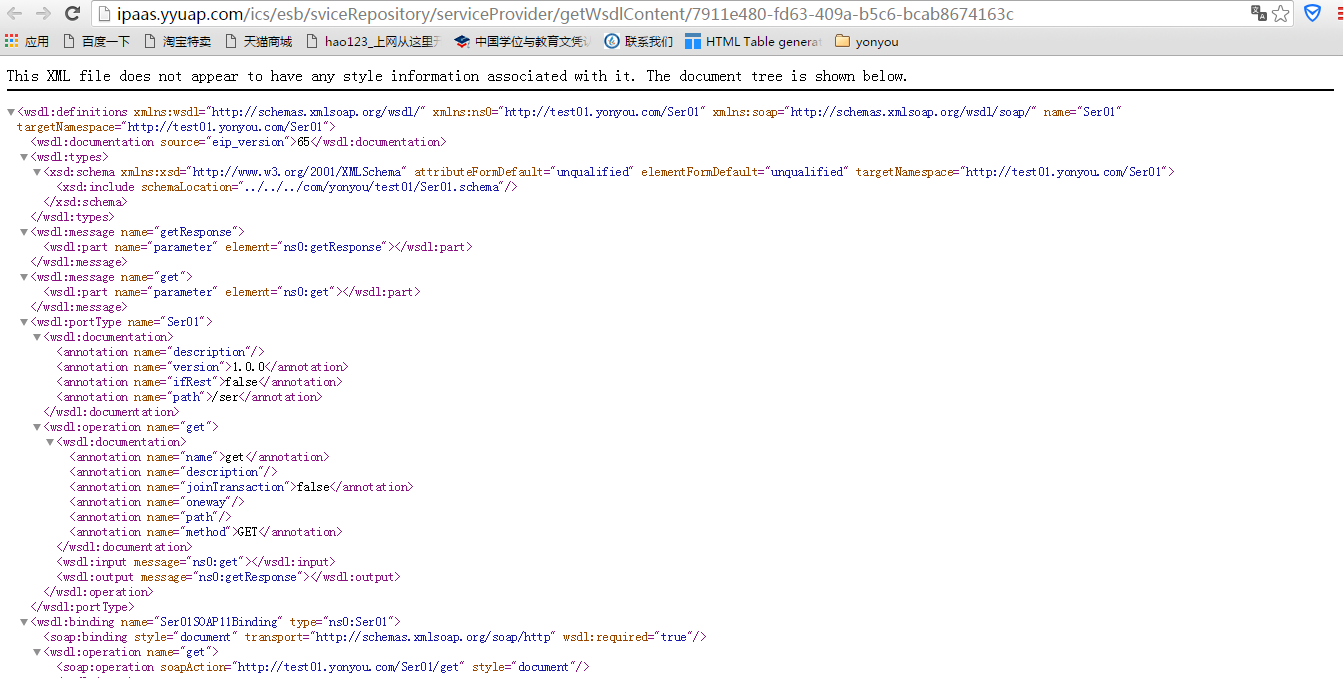 ipaas.yyuap.com/ics/esb/sviceRepository/serviceProvider/getWsdlContent/7911e480-fd63-409a-b5c6-bcab8674163c
应用 百度一下 淘宝特卖 天猫商城 hao123_上网从这里开 中国学位与教育文凭认 联系我们 HTML Table generat yonyou
This XML file does not appear to have any style information associated with it. The document tree is shown below.
▼<wsdl:definitions xmlns:wsdl="http://schemas.xmlsoap.org/wsdl/" xmlns:ns0="http://test01.yonyou.com/Ser01" xmlns:soap="http://schemas.xmlsoap.org/wsdl/soap/" name="Ser01"
targetNamespace="http://test01.yonyou.com/Ser01">
<wsdl:documentation source="eip_version">65</wsdl:documentation>
▼<wsdl:types>
▼<xsd:schema xmlns:xsd="http://www.w3.org/2001/XMLSchema" attributeFormDefault="unqualified" elementFormDefault="unqualified" targetNamespace="http://test01.yonyou.com/Ser01">
<xsd:include schemaLocation="../../../com/yonyou/test01/Ser01.schema"/>
</xsd:schema>
</wsdl:types>
▼<wsdl:message name="getResponse">
<wsdl:part name="parameter" element="ns0:getResponse"></wsdl:part>
</wsdl:message>
▼<wsdl:message name="get">
<wsdl:part name="parameter" element="ns0:get"></wsdl:part>
</wsdl:message>
▼<wsdl:portType name="Ser01">
▼<wsdl:documentation>
<annotation name="description"/>
<annotation name="version">1.0.0</annotation>
<annotation name="ifRest">false</annotation>
<annotation name="path">/ser</annotation>
</wsdl:documentation>
▼<wsdl:operation name="get">
▼<wsdl:documentation>
<annotation name="name">get</annotation>
<annotation name="description"/>
<annotation name="joinTransaction">false</annotation>
<annotation name="oneway"/>
<annotation name="path"/>
<annotation name="method">GET</annotation>
</wsdl:documentation>
<wsdl:input message="ns0:get"></wsdl:input>
<wsdl:output message="ns0:getResponse"></wsdl:output>
</wsdl:operation>
</wsdl:portType>
▼<wsdl:binding name="Ser01SOAP11Binding" type="ns0:Ser01">
<soap:binding style="document" transport="http://schemas.xmlsoap.org/soap/http" wsdl:required="true"/>
▼<wsdl:operation name="get">
<soap:operation soapAction="http://test01.yonyou.com/Ser01/get" style="document"/>